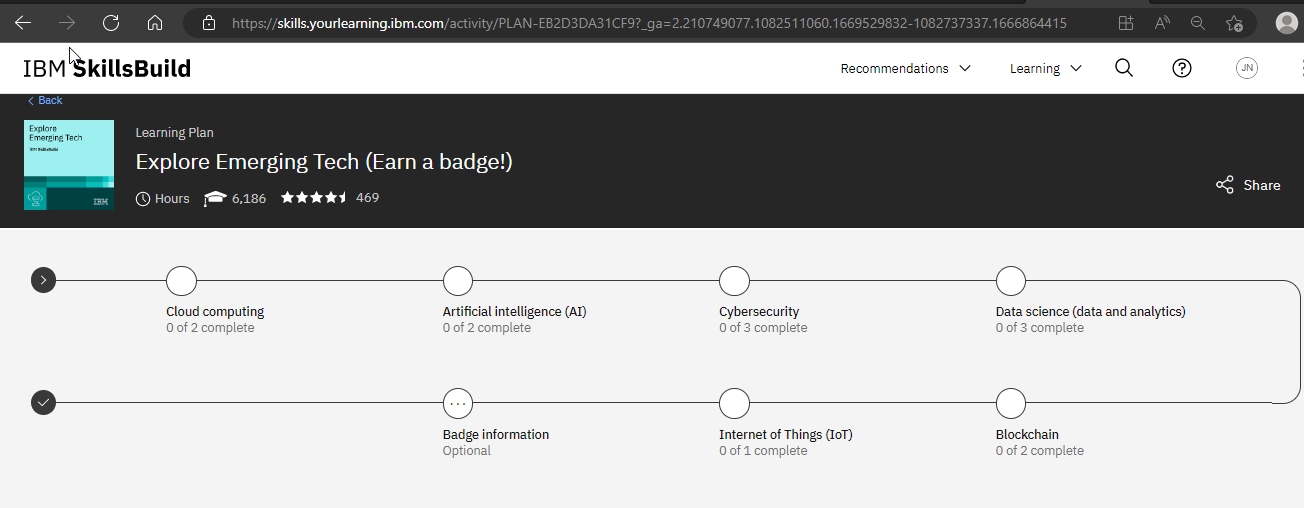 https://skills.yourlearning.ibm.com/activity/PLAN-EB2D3DA31CF9?_ga=2.210749077.1082511060.1669529832-1082737337.1666864415
IBM SkillsBuild
Recommendations
Learning
JN
Back
Explore
Emerging Tech
IBM SkillsBuild
IBM
Learning Plan
Explore Emerging Tech (Earn a badge!)
Hours 6,186 469
Share
Cloud computing
0 of 2 complete
Artificial intelligence (AI)
0 of 2 complete
Cybersecurity
0 of 3 complete
Data science (data and analytics)
0 of 3 complete
Badge information
Optional
Internet of Things (IoT)
0 of 1 complete
Blockchain
0 of 2 complete